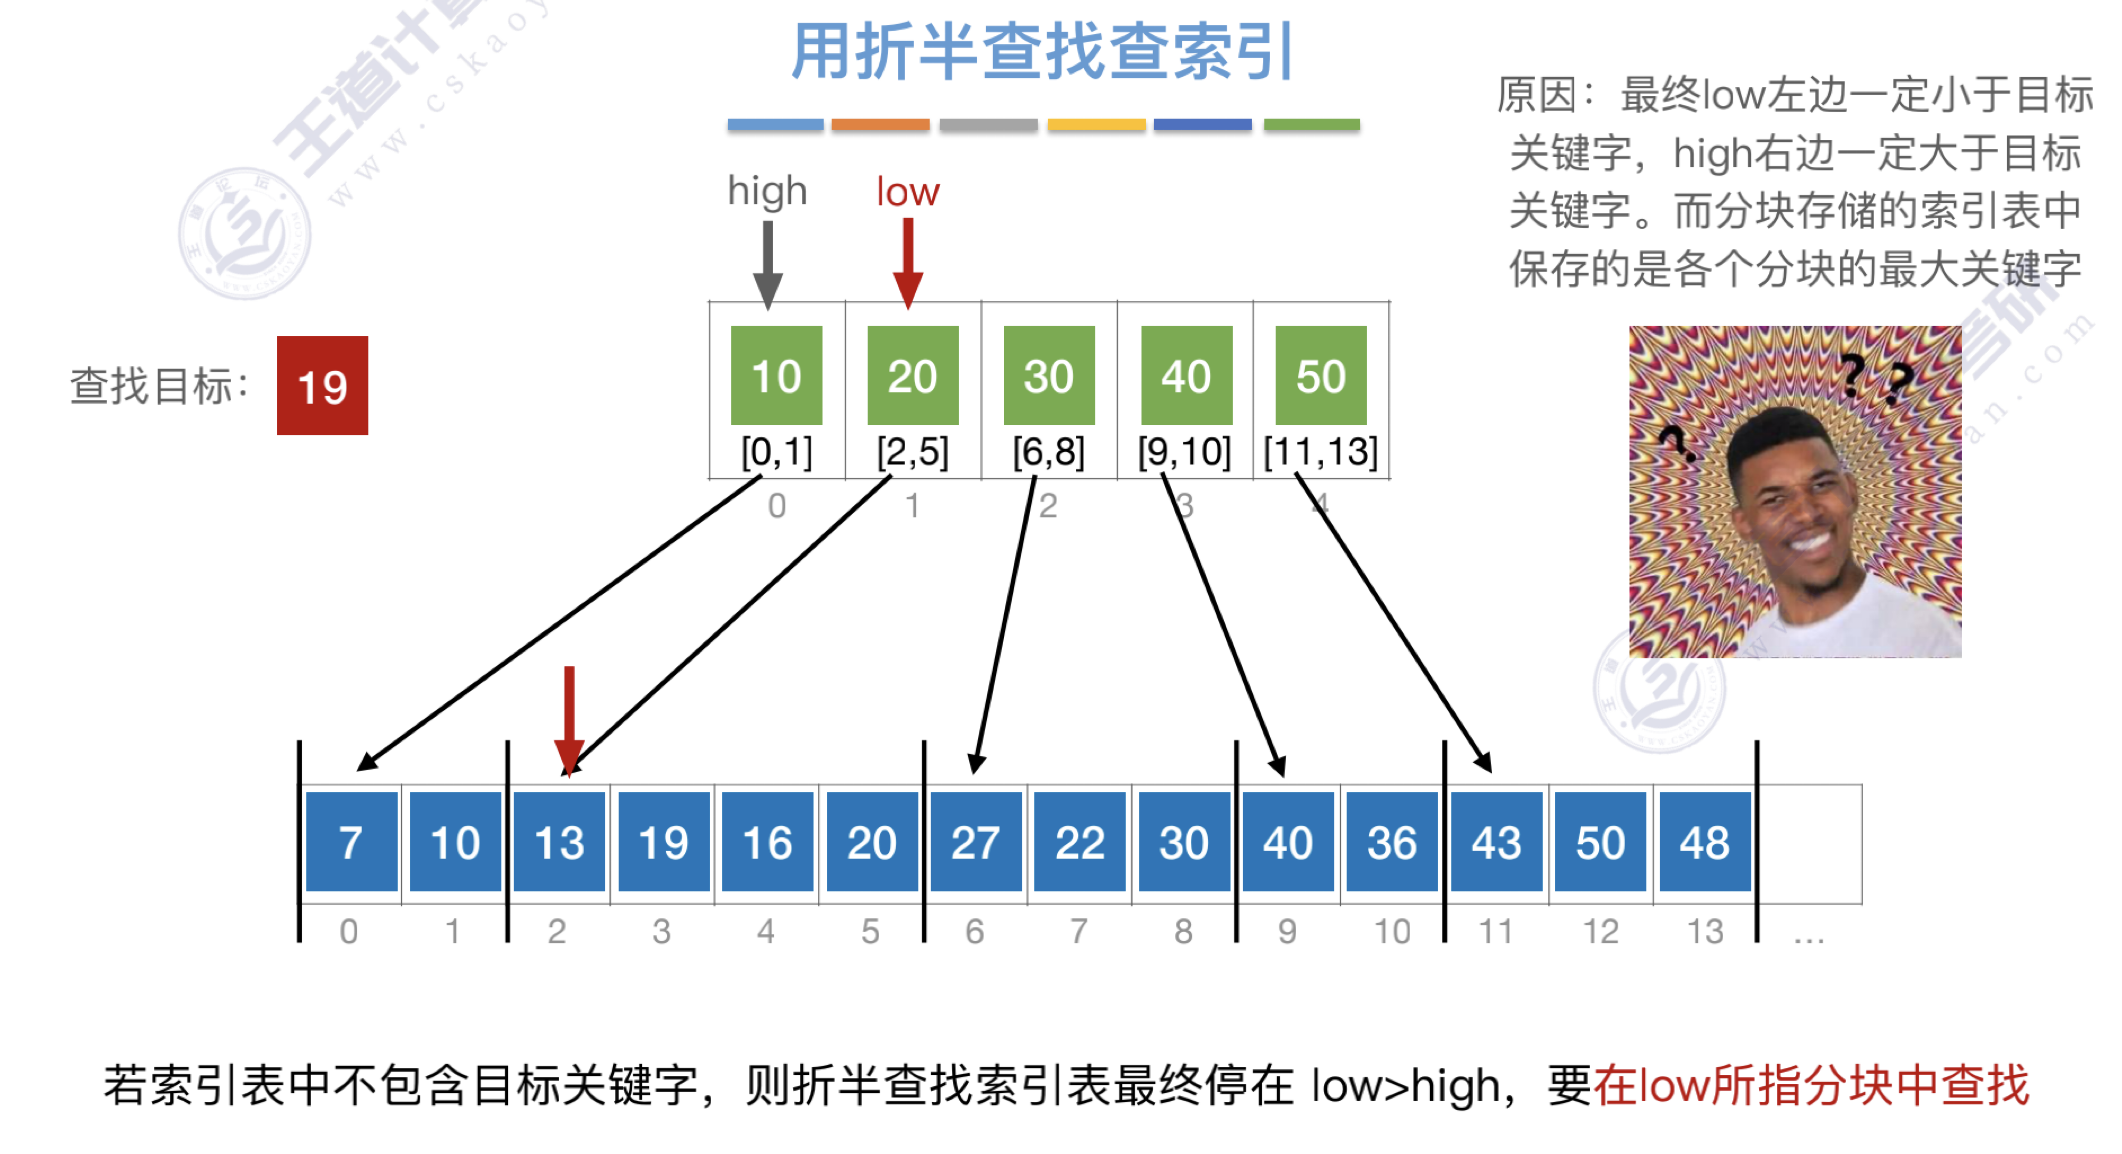 用折半查找查索引
原因：最终low左边一定小于目标
关键字，high右边一定大于目标
关键字。而分块存储的索引表中
保存的是各个分块的最大关键字
high low
查找目标： 19
10 20 30 40 50
[0,1] [2,5] [6,8] [9,10] [11,13]
0 1 2 3 4
? ? ?
7 10 13 19 16 20 27 22 30 40 36 43 50 48
0 1 2 3 4 5 6 7 8 9 10 11 12 13 ...
若索引表中不包含目标关键字，则折半查找索引表最终停在 low>high，要在low所指分块中查找